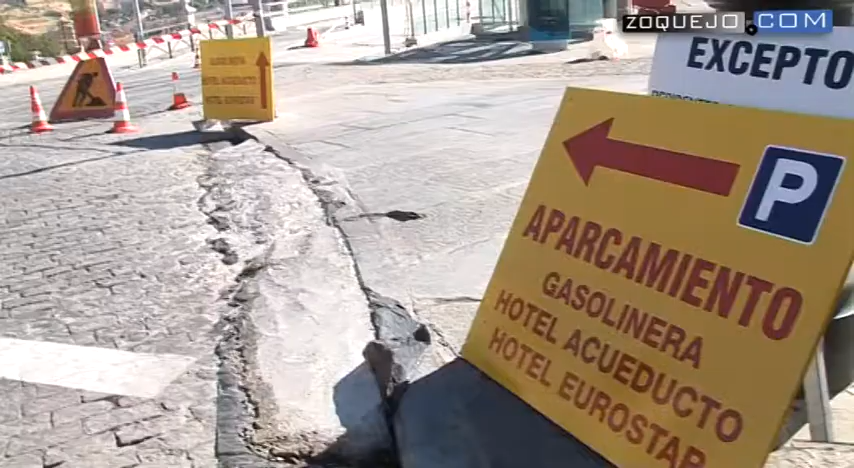 ZOQUEJO.COM
EXCEPTO
P
APARCAMIENTO
GASOLINERA
HOTEL ACUEDUCTO
HOTEL EUROSTAR